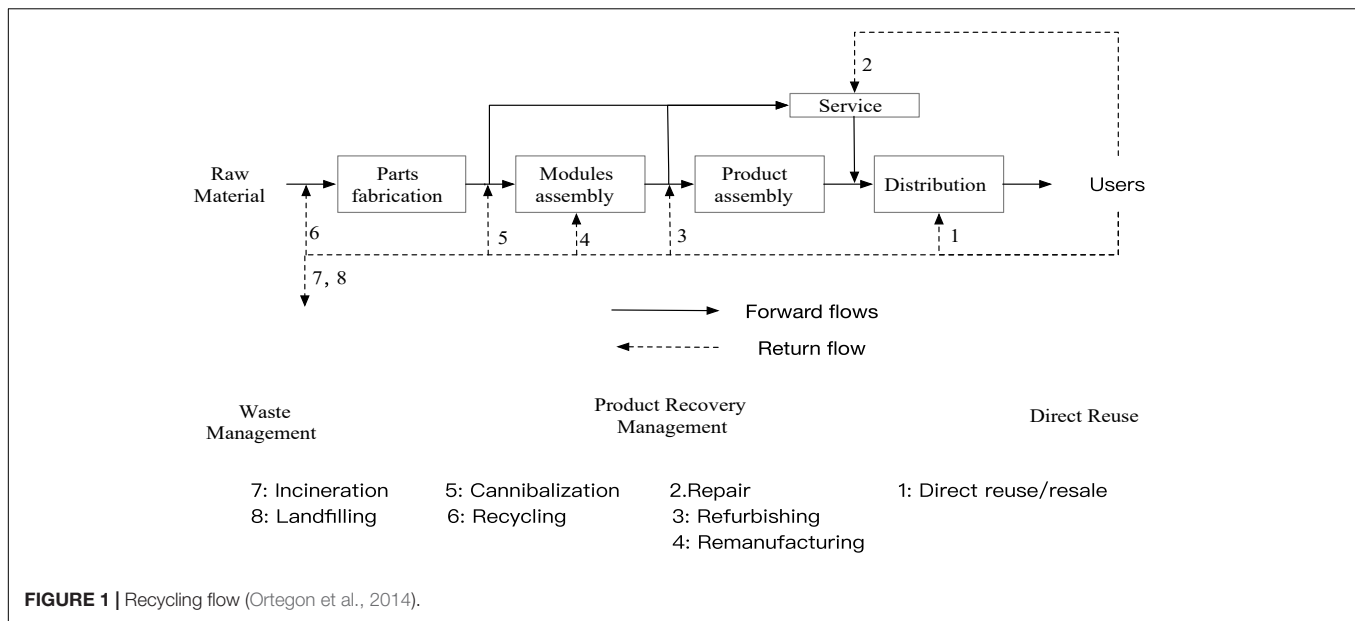 2
Service
Raw
Material
Parts
fabrication
Modules
assembly
Product
assembly
Distribution
Users
6
5
4
3
1
7, 8
Forward flows
Return flow
Waste
Management
Product Recovery
Management
Direct Reuse
7: Incineration
8: Landfilling
5: Cannibalization
6: Recycling
2.Repair
3: Refurbishing
4: Remanufacturing
1: Direct reuse/resale
FIGURE 1 | Recycling flow (Ortegon et al., 2014).